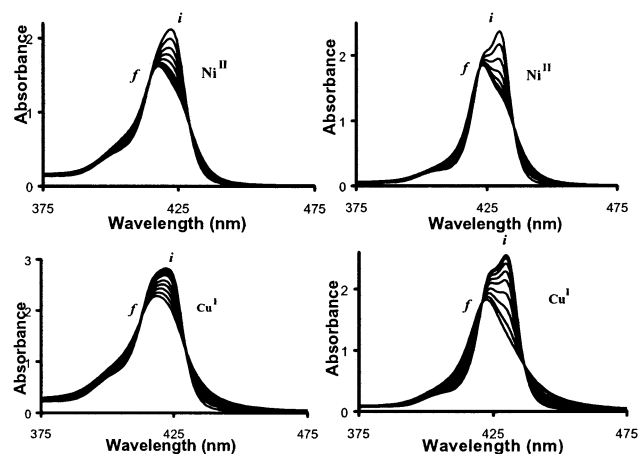 i
2
f
Ni II
1
0
375
425
475
Absorbance
Wavelength (nm)
i
2
f
Ni II
1
0
375
425
475
Absorbance
Wavelength (nm)
3
i
2
f
Cu I
1
0
375
425
475
Absorbance
Wavelength (nm)
i
2
f
Cu I
1
0
375
425
475
Absorbance
Wavelength (nm)